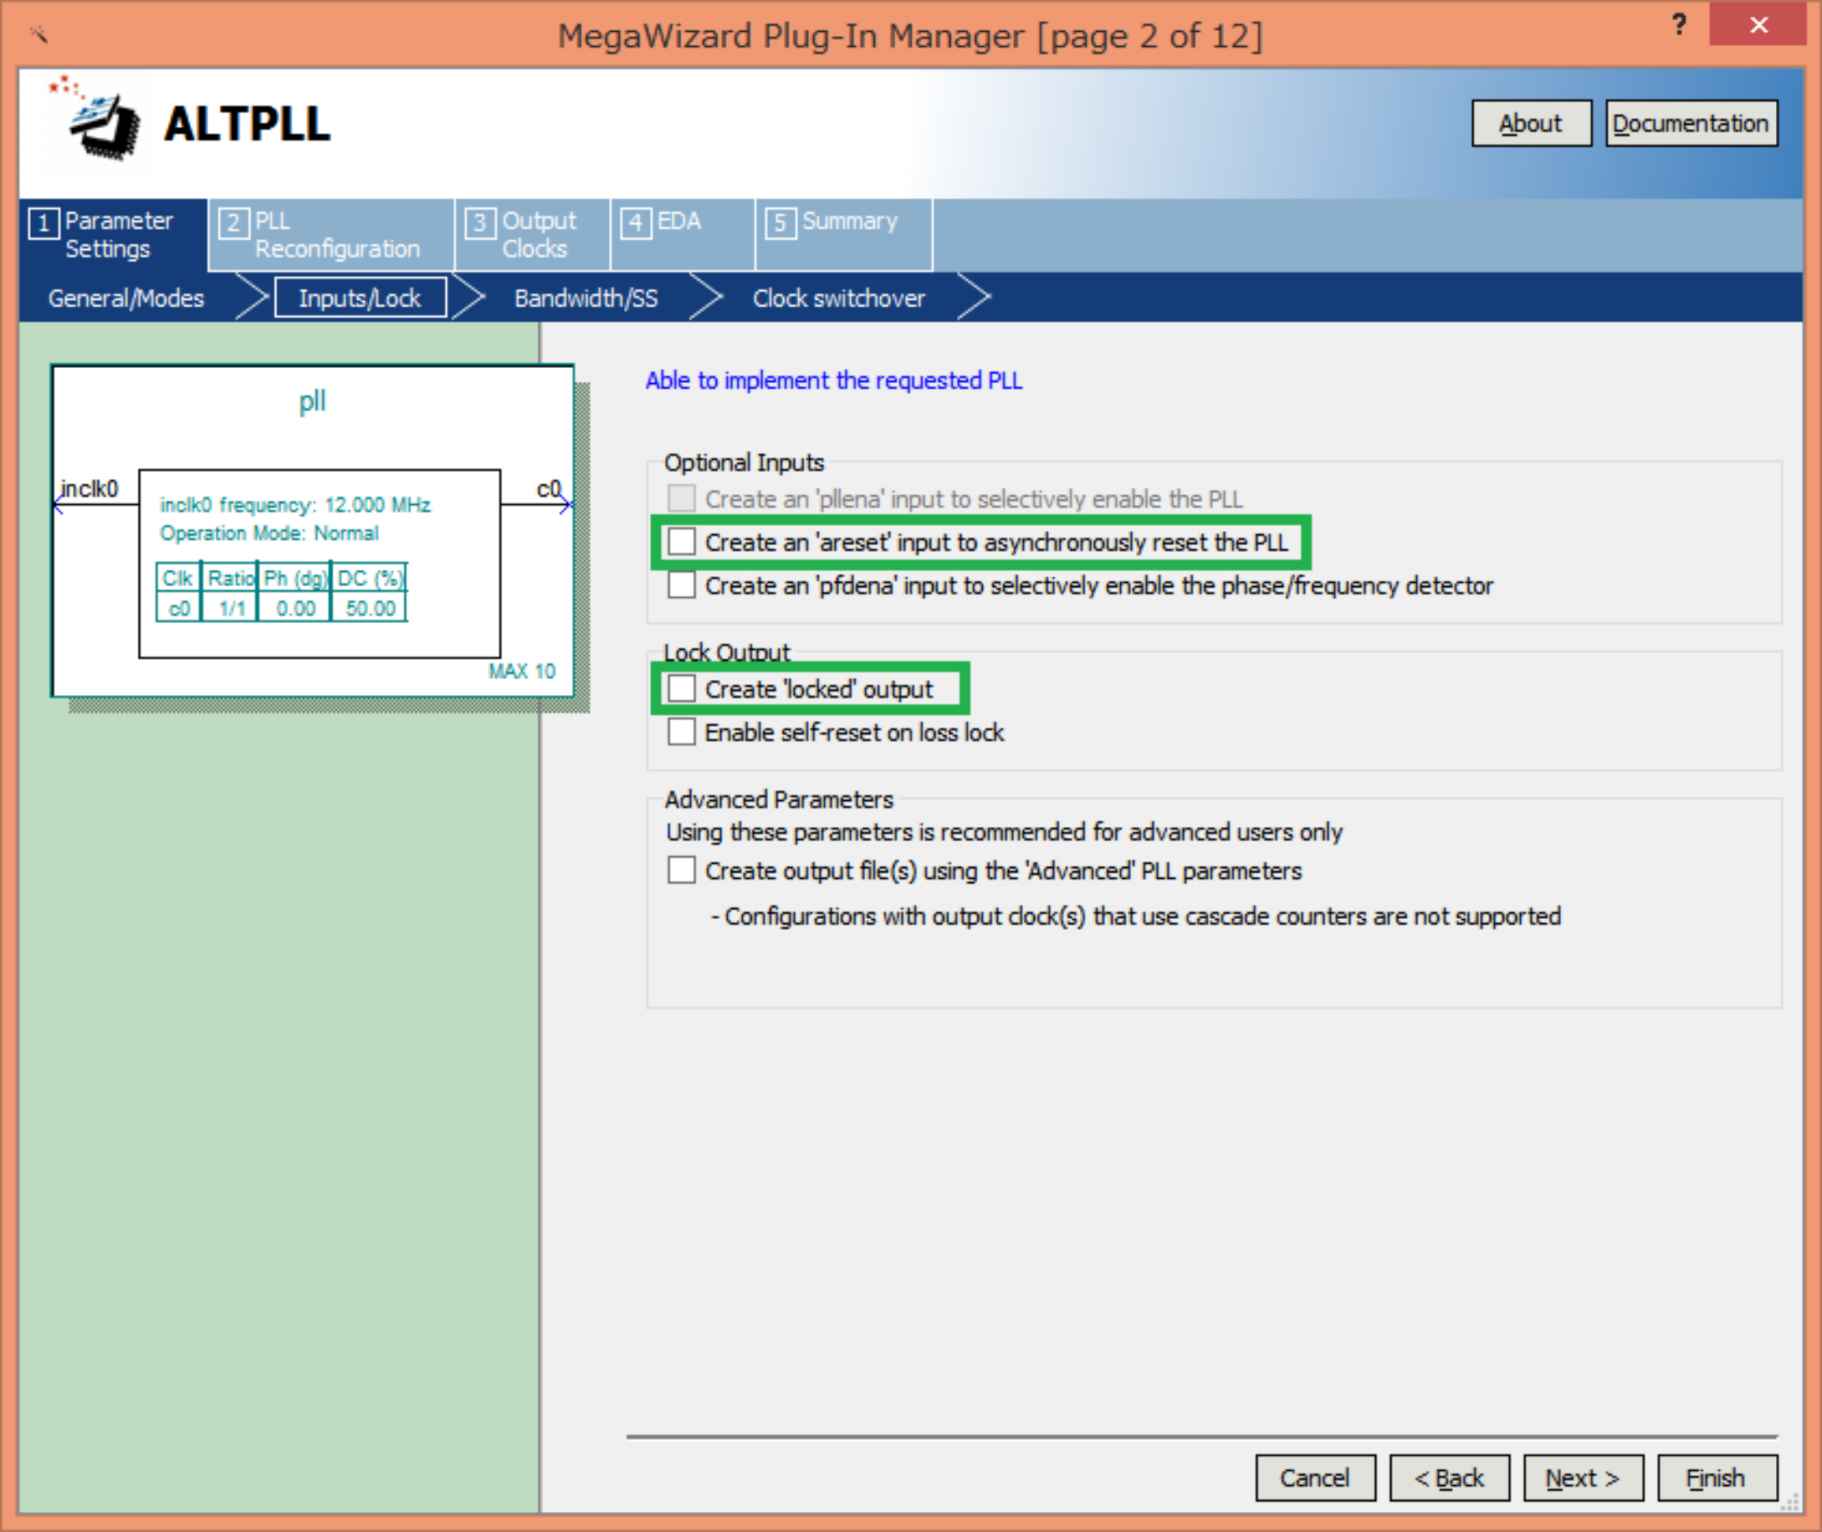 MegaWizard Plug-In Manager [page 2 of 12]
?
ALTPLL
About
Documentation
1 Parameter
Settings
2 PLL
Reconfiguration
3 Output
Clocks
4 EDA
5 Summary
General/Modes
Inputs/Lock
Bandwidth/SS
Clock switchover
pll
inclk0
c0
inclk0 frequency: 12.000 MHz
Operation Mode: Normal
Clk Ratio Ph (dg) DC (%)
c0 1/1 0.00 50.00
MAX 10
Able to implement the requested PLL
Optional Inputs
Create an 'pllena' input to selectively enable the PLL
Create an 'areset' input to asynchronously reset the PLL
Create an 'pfdena' input to selectively enable the phase/frequency detector
Lock Output
Create 'locked' output
Enable self-reset on loss lock
Advanced Parameters
Using these parameters is recommended for advanced users only
Create output file(s) using the 'Advanced' PLL parameters
- Configurations with output clock(s) that use cascade counters are not supported
Cancel
< Back
Next >
Finish